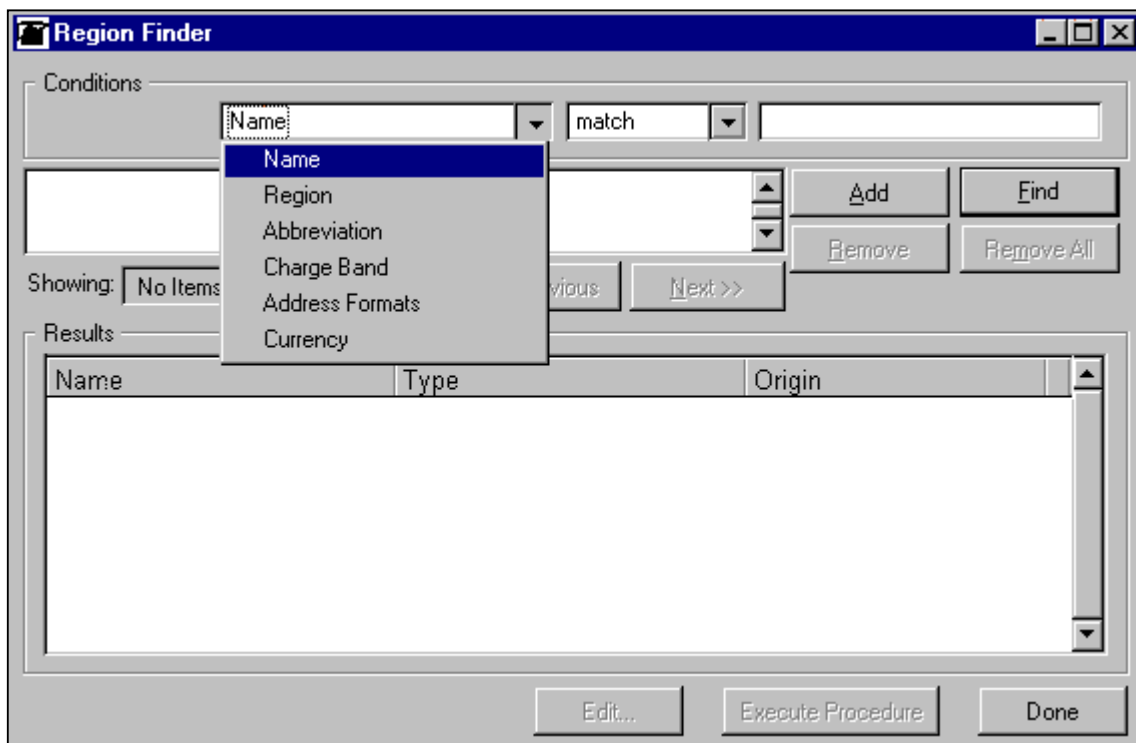 Region Finder
Conditions
Name match
Name
Region
Abbreviation
Charge Band
Address Formats
Currency
Add Find
Remove Remove All
Showing: No Items Next >>
Results
Name Type Origin
Edit... Execute Procedure Done